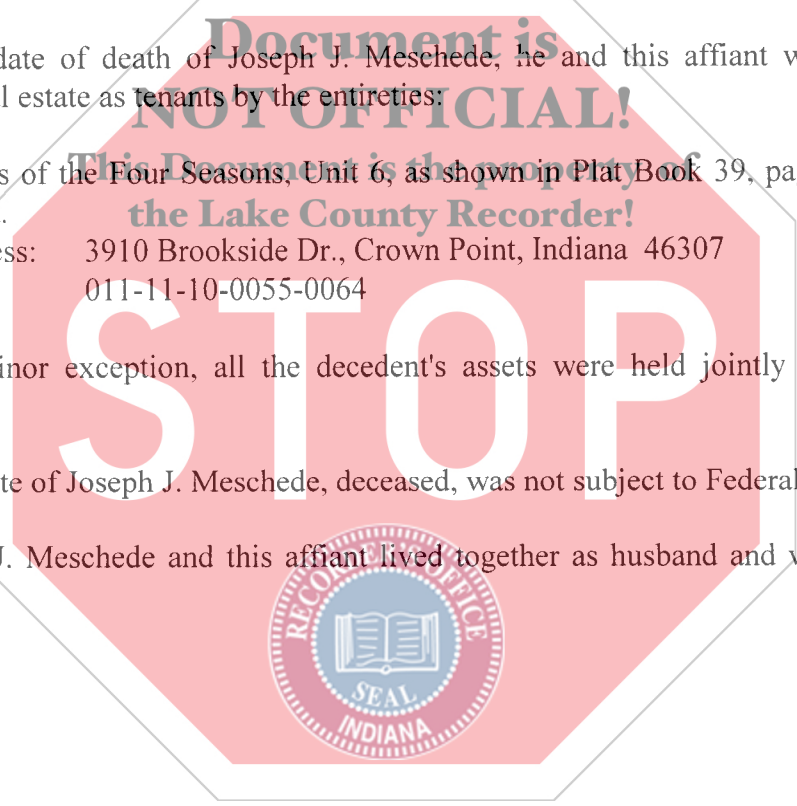 Document is
date of death of Joseph J. Meschede, he and this affiant w
NOT OFFICIAL!
l estate as tenants by the entireties:
This Document is the property of
s of the Four Seasons, Unit 6, as shown in Plat Book 39, pa
the Lake County Recorder!
ess: 3910 Brookside Dr., Crown Point, Indiana 46307
011-11-10-0055-0064
STOP
inor exception, all the decedent's assets were held jointly
te of Joseph J. Meschede, deceased, was not subject to Federal
J. Meschede and this affiant lived together as husband and w
RECORDER'S OFFICE
SEAL
INDIANA